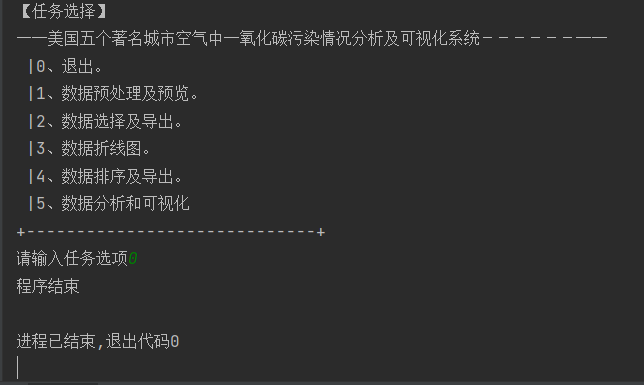 【任务选择】
——美国五个著名城市空气中一氧化碳污染情况分析及可视化系统－－－－－－——
|0、退出。
|1、数据预处理及预览。
|2、数据选择及导出。
|3、数据折线图。
|4、数据排序及导出。
|5、数据分析和可视化
+-----------------------------+
请输入任务选项0
程序结束
进程已结束,退出代码0